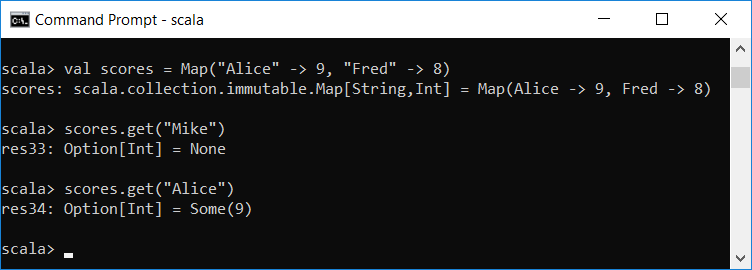 Command Prompt - scala
scala> val scores = Map("Alice" -> 9, "Fred" -> 8)
scores: scala.collection.immutable.Map[String,Int] = Map(Alice -> 9, Fred -> 8)
scala> scores.get("Mike")
res33: Option[Int] = None
scala> scores.get("Alice")
res34: Option[Int] = Some(9)
scala>